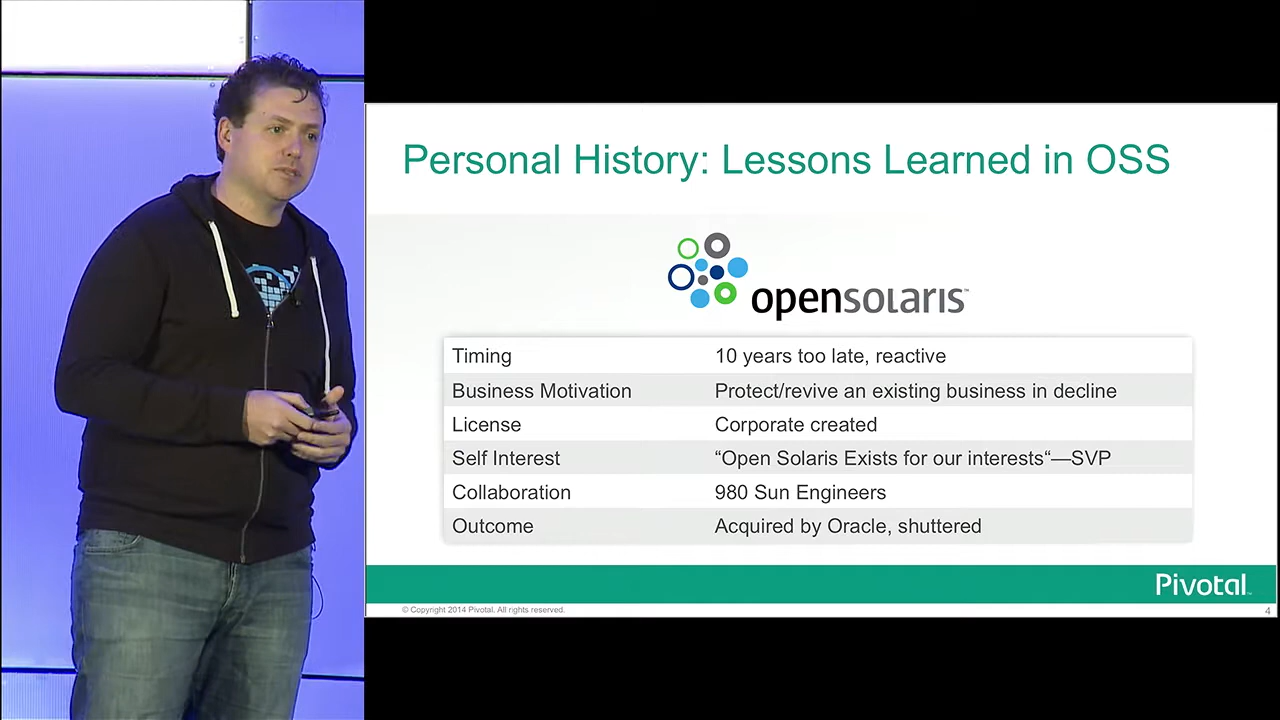 Personal History: Lessons Learned in OSS
opensolaris™
Timing 10 years too late, reactive
Business Motivation Protect/revive an existing business in decline
License Corporate created
Self Interest “Open Solaris Exists for our interests“—SVP
Collaboration 980 Sun Engineers
Outcome Acquired by Oracle, shuttered
Pivotal™
© Copyright 2014 Pivotal. All rights reserved. 4